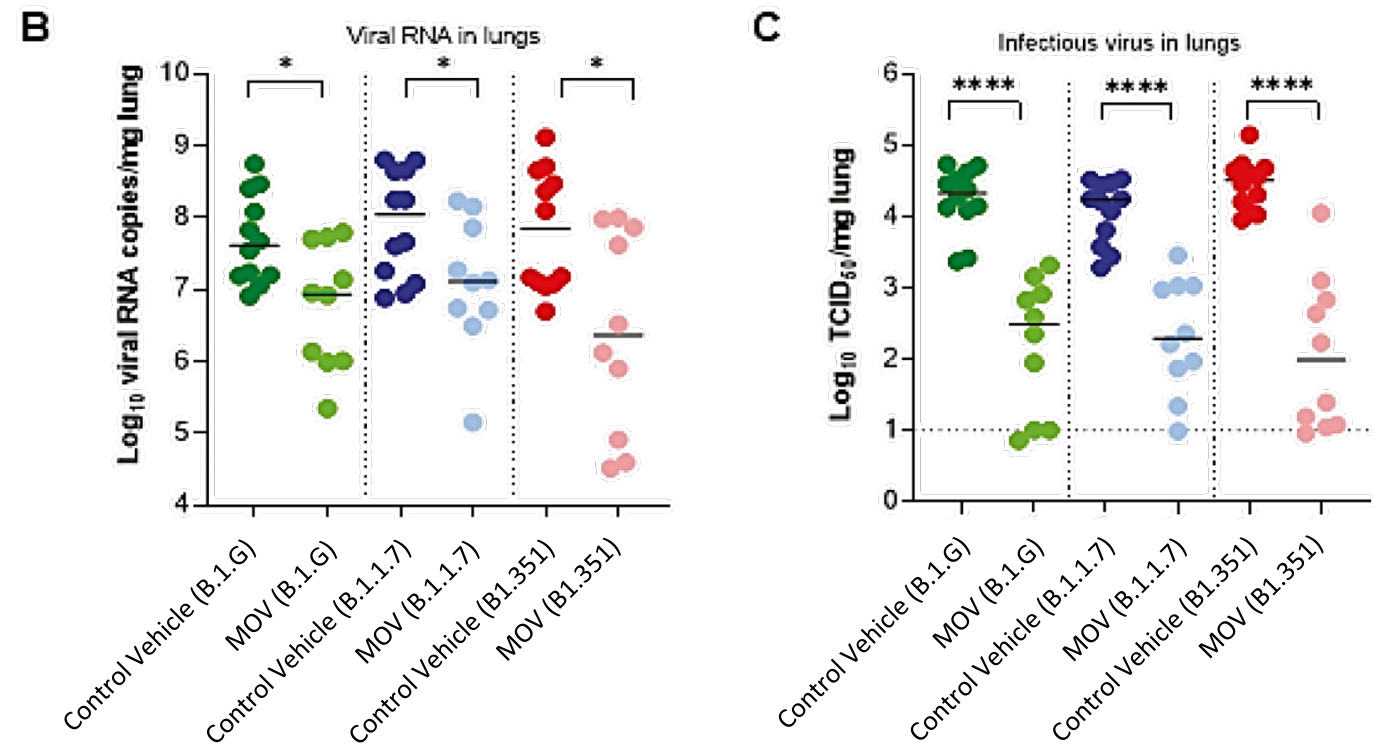 B
Viral RNA in lungs
Log10 viral RNA copies/mg lung
10
9
8
7
6
5
4
*
*
*
Control Vehicle (B.1.G)
MOV (B.1.G)
Control Vehicle (B.1.1.7)
MOV (B.1.1.7)
Control Vehicle (B1.351)
MOV (B1.351)
C
Infectious virus in lungs
Log10 TCID50/mg lung
6
5
4
3
2
1
0
****
****
****
Control Vehicle (B.1.G)
MOV (B.1.G)
Control Vehicle (B.1.1.7)
MOV (B.1.1.7)
Control Vehicle (B1.351)
MOV (B1.351)